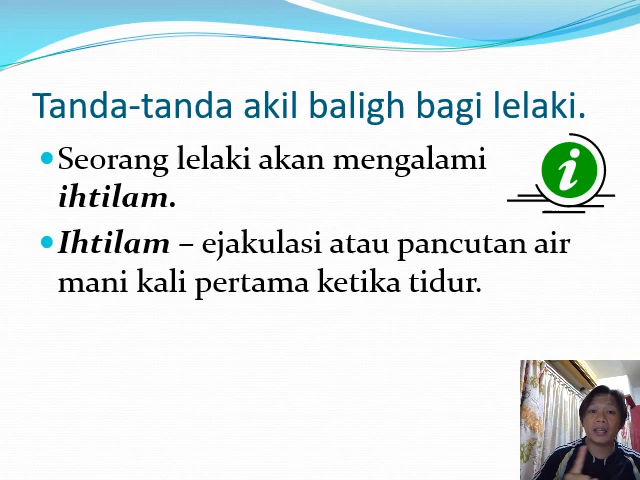 Tanda-tanda akil baligh bagi lelaki.
Seorang lelaki akan mengalami
ihtilam.
Ihtilam – ejakulasi atau pancutan air
mani kali pertama ketika tidur.